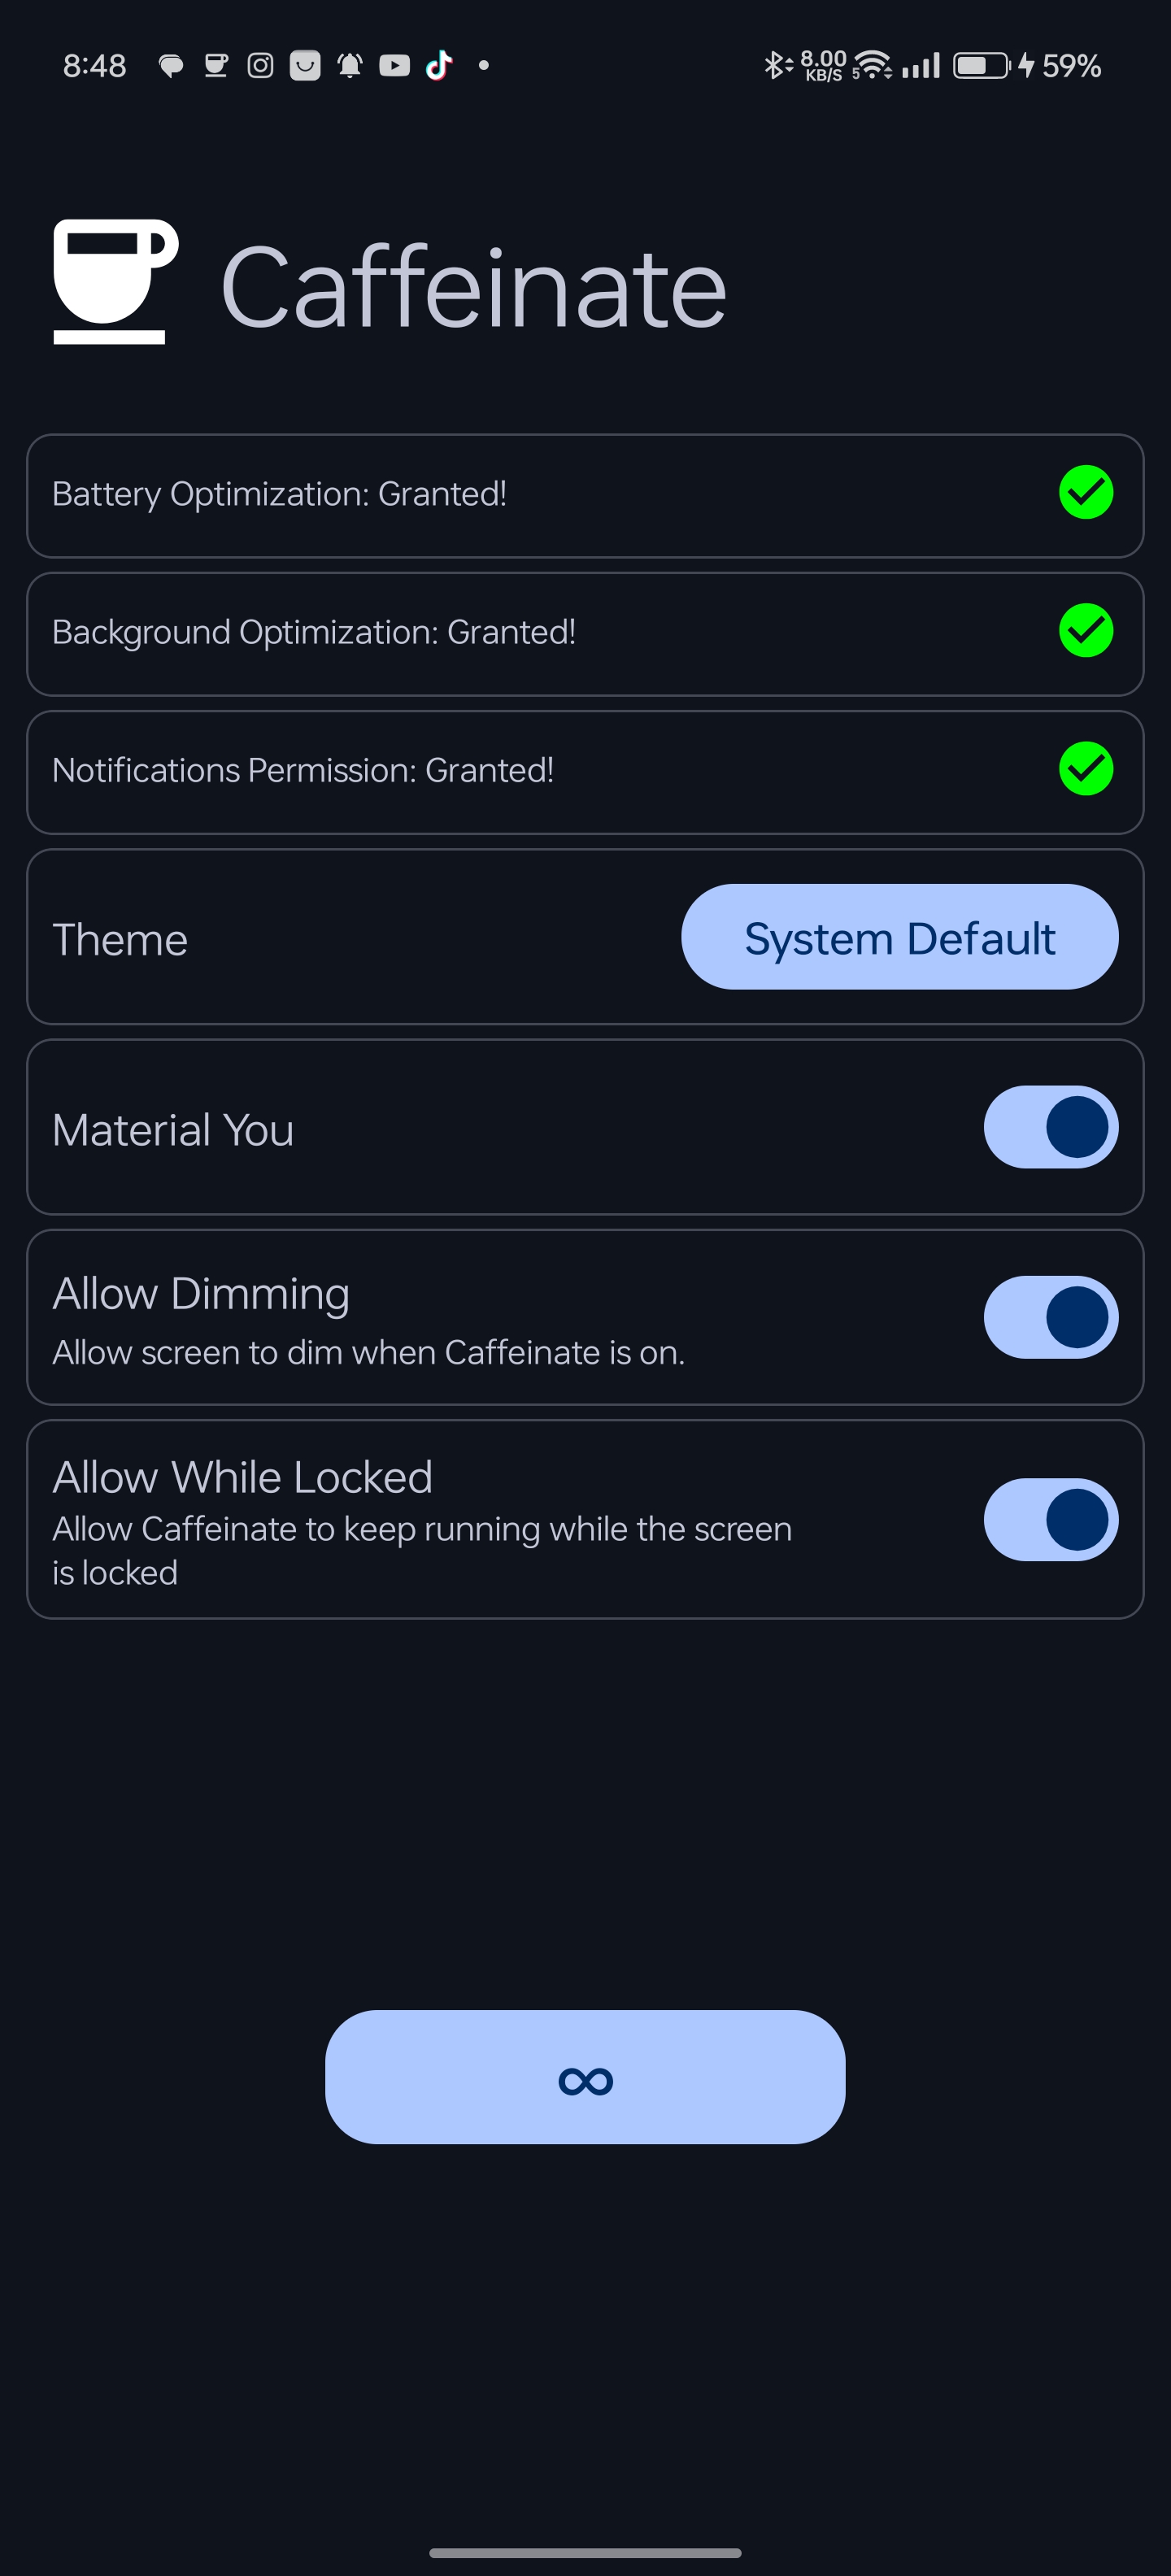 8:48
8.00
KB/S
5
59%
Caffeinate
Battery Optimization: Granted!
Background Optimization: Granted!
Notifications Permission: Granted!
Theme
System Default
Material You
Allow Dimming
Allow screen to dim when Caffeinate is on.
Allow While Locked
Allow Caffeinate to keep running while the screen
is locked
∞